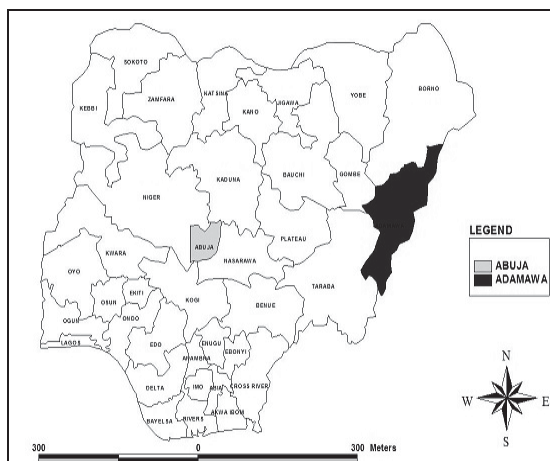 SOKOTO
KATSINA
BORNO
ZAMFARA
YOBE
KEBBI
KANO
JIGAWA
KADUNA
BAUCHI
GOMBE
NIGER
LEGEND
ABUJA
PLATEAU
ABUJA
ADAMAWA
KWARA
NASARAWA
OYO
TARABA
EKITI
OSUN
KOGI
BENUE
OGUN
ONDO
LAGOS
EDO
ENUGU
EBONYI
ANAMBRA
DELTA
IMO
ABIA
CROSS RIVER
BAYELSA
RIVERS
AKWA IBOM
N
W E
S
300 0 300 Meters